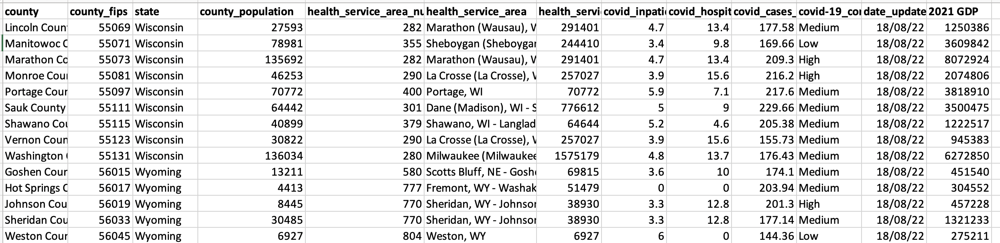 county county_fips state county_population health_service_area_nu health_service_area health_servi covid_inpati covid_hospit covid_cases_ covid-19_co date_update 2021 GDP
Lincoln Coun 55069 Wisconsin 27593 282 Marathon (Wausau), 291401 4.7 13.4 177.58 Medium 18/08/22 1250386
Manitowoc C 55071 Wisconsin 78981 355 Sheboygan (Sheboygan 244410 3.4 9.8 169.66 Low 18/08/22 3609842
Marathon Co 55073 Wisconsin 135692 282 Marathon (Wausau), 291401 4.7 13.4 209.3 High 18/08/22 8072924
Monroe Cou 55081 Wisconsin 46253 290 La Crosse (La Crosse), 257027 3.9 15.6 216.2 High 18/08/22 2074806
Portage Cou 55097 Wisconsin 70772 400 Portage, WI 70772 5.9 7.1 217.6 Medium 18/08/22 3818910
Sauk County 55111 Wisconsin 64442 301 Dane (Madison), WI - S 776612 5 9 229.66 Medium 18/08/22 3500475
Shawano Cou 55115 Wisconsin 40899 379 Shawano, WI - Langlad 64644 5.2 4.6 205.38 Medium 18/08/22 1222517
Vernon Coun 55123 Wisconsin 30822 290 La Crosse (La Crosse), 257027 3.9 15.6 155.73 Medium 18/08/22 945383
Washington 55131 Wisconsin 136034 280 Milwaukee (Milwaukee 1575179 4.8 13.7 176.43 Medium 18/08/22 6272850
Goshen Cour 56015 Wyoming 13211 580 Scotts Bluff, NE - Goshe 69815 3.6 10 174.1 Medium 18/08/22 451540
Hot Springs C 56017 Wyoming 4413 777 Fremont, WY - Washak 51479 0 0 203.94 Medium 18/08/22 304552
Johnson Cou 56019 Wyoming 8445 770 Sheridan, WY - Johnson 38930 3.3 12.8 201.3 High 18/08/22 457228
Sheridan Cou 56033 Wyoming 30485 770 Sheridan, WY - Johnson 38930 3.3 12.8 177.14 Medium 18/08/22 1321233
Weston Cour 56045 Wyoming 6927 804 Weston, WY 6927 6 0 144.36 Low 18/08/22 275211